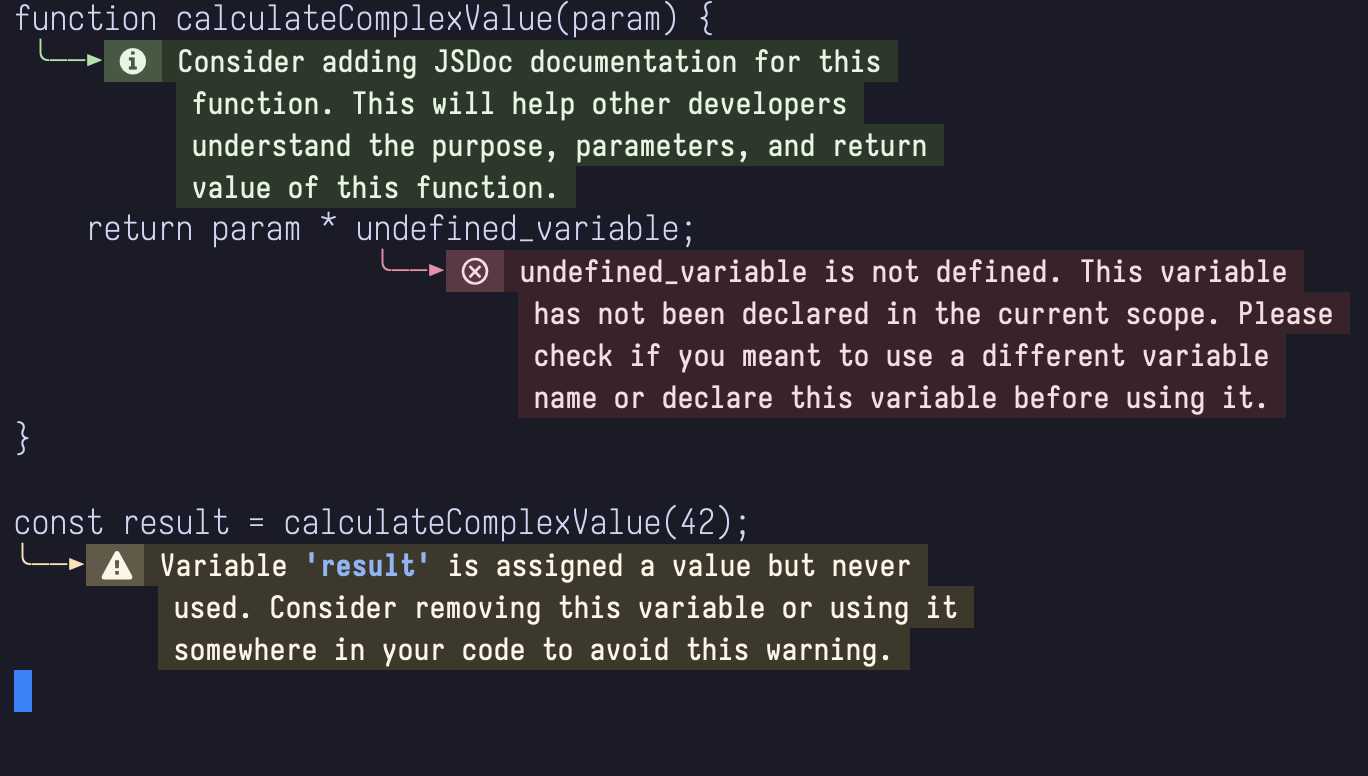 function calculateComplexValue(param) {
Consider adding JSDoc documentation for this
function. This will help other developers
understand the purpose, parameters, and return
value of this function.
return param * undefined_variable;
undefined_variable is not defined. This variable
has not been declared in the current scope. Please
check if you meant to use a different variable
name or declare this variable before using it.
}
const result = calculateComplexValue(42);
Variable 'result' is assigned a value but never
used. Consider removing this variable or using it
somewhere in your code to avoid this warning.